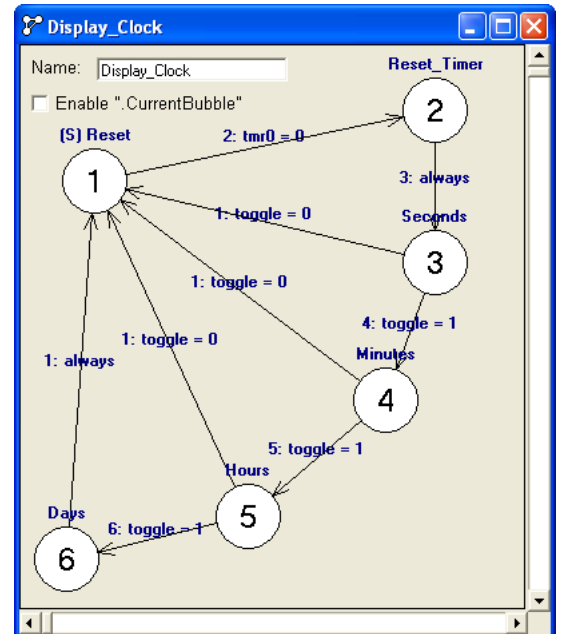 Display_Clock
Name: Display_Clock
Reset_Timer
Enable ".CurrentBubble"
2
(S) Reset
2: tmr0 = 0
1
3: always
1: toggle = 0
Seconds
3
1: toggle = 0
4: toggle = 1
1: toggle = 0
Minutes
1: always
4
5: toggle = 1
Hours
Days
5
6: toggle = 1
6